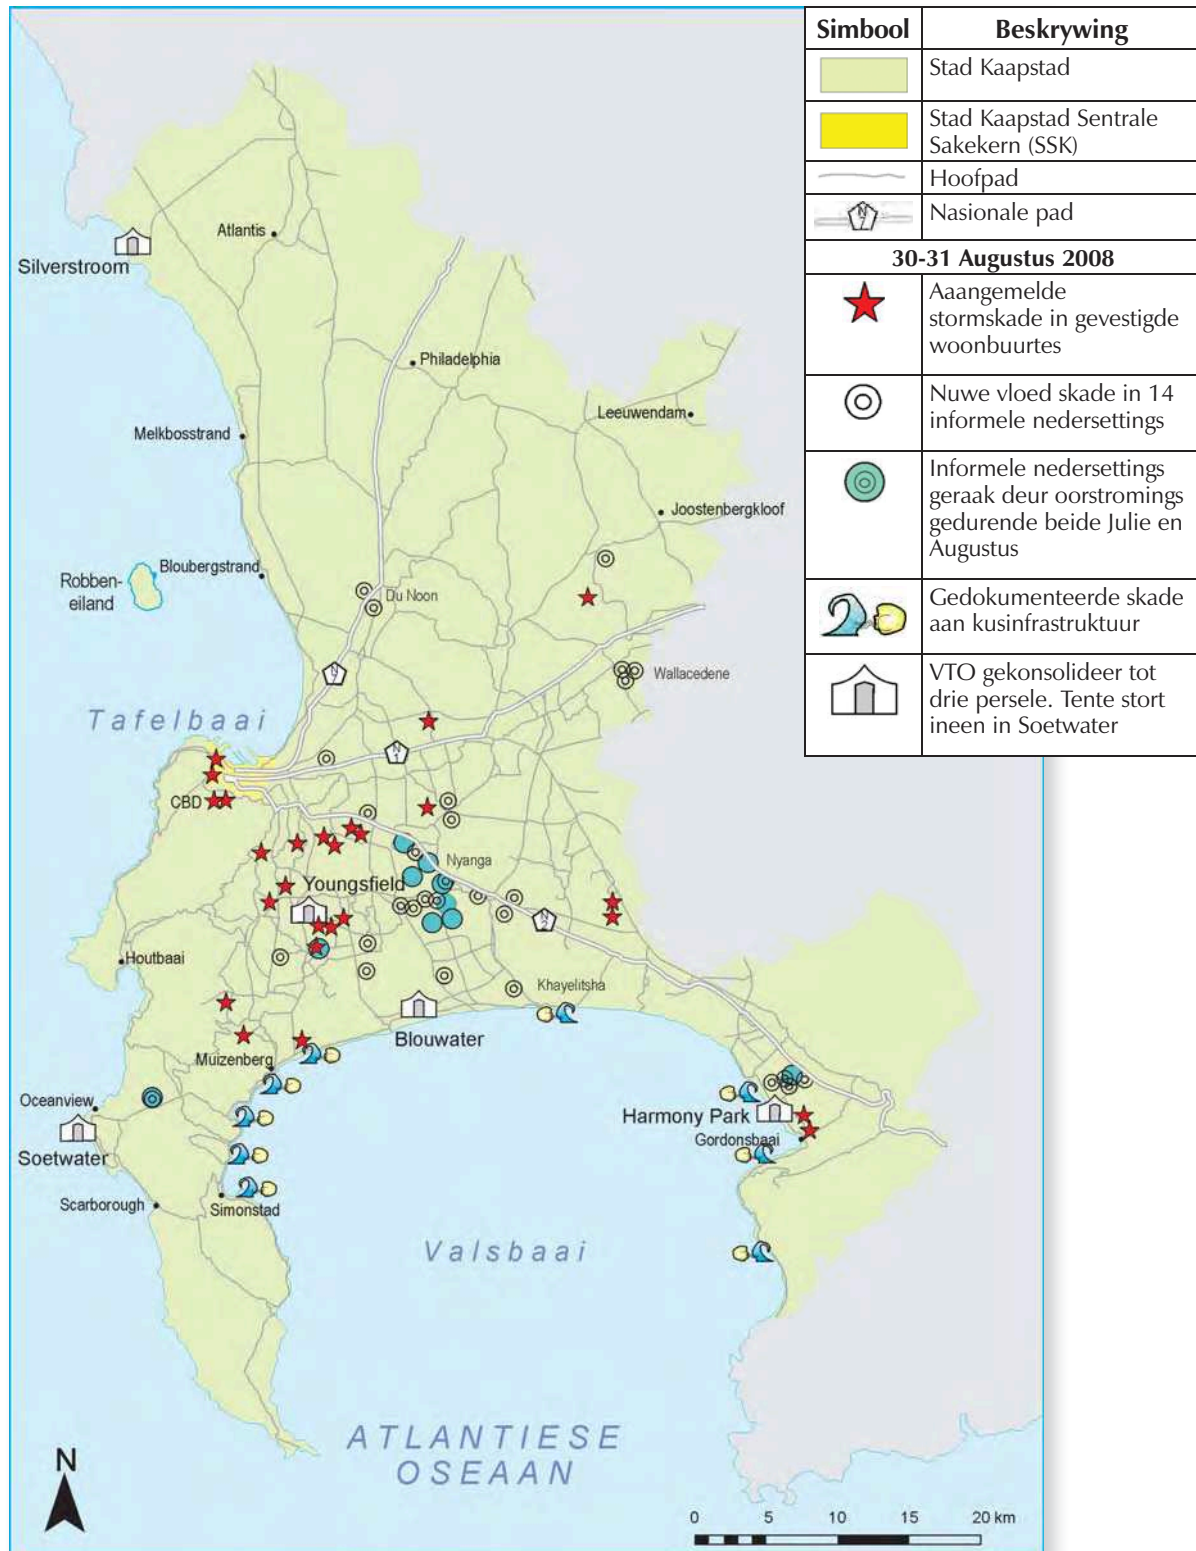 Simbool Beskrywing
Stad Kaapstad
Stad Kaapstad Sentrale
Sakekern (SSK)
Hoofpad
N
7
Nasionale pad
30-31 Augustus 2008
Aaangemelde
stormskade in gevestigde
woonbuurtes
Nuwe vloed skade in 14
informele nedersettings
Informele nedersettings
geraak deur oorstromings
gedurende beide Julie en
Augustus
Gedokumenteerde skade
aan kusinfrastruktuur
VTO gekonsolideer tot
drie persele. Tente stort
ineen in Soetwater
Atlantis
Silverstroom
Philadelphia
Leeuwendam
Melkbosstrand
Joostenbergkloof
Bloubergstrand
Robben-
eiland
Du Noon
Wallacedene
N
7
Tafelbaai
N
1
CBD
Nyanga
Youngsfield
N
2
Houtbaai
Khayelitsha
Blouwater
Muizenberg
Oceanview
Harmony Park
Gordonsbaai
Soetwater
Scarborough
Simonstad
Valsbaai
ATLANTIESE
OSEAAN
N
0 5 10 15 20 km